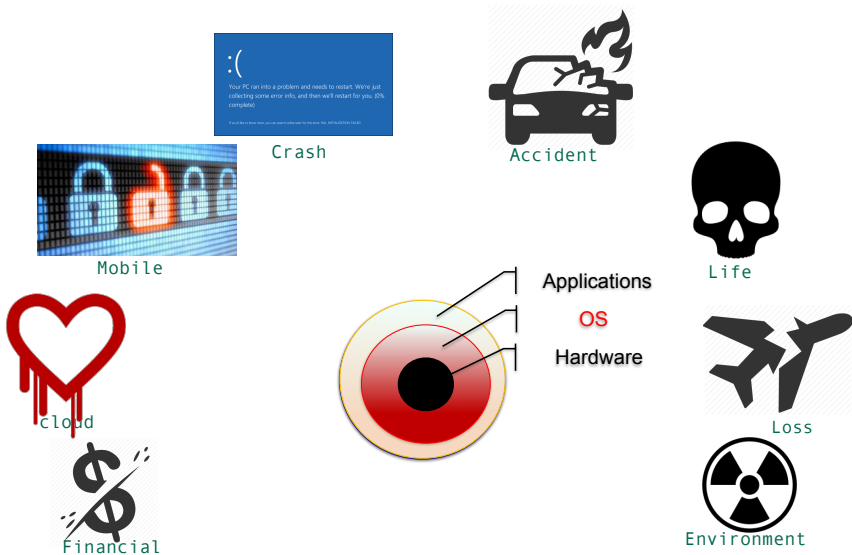 :(
Your PC ran into a problem and needs to restart. We're just
collecting some error info, and then we'll restart for you. (0%
complete)
Crash
Accident
Mobile
Life
Applications
OS
Hardware
cloud
Loss
Financial
Environment